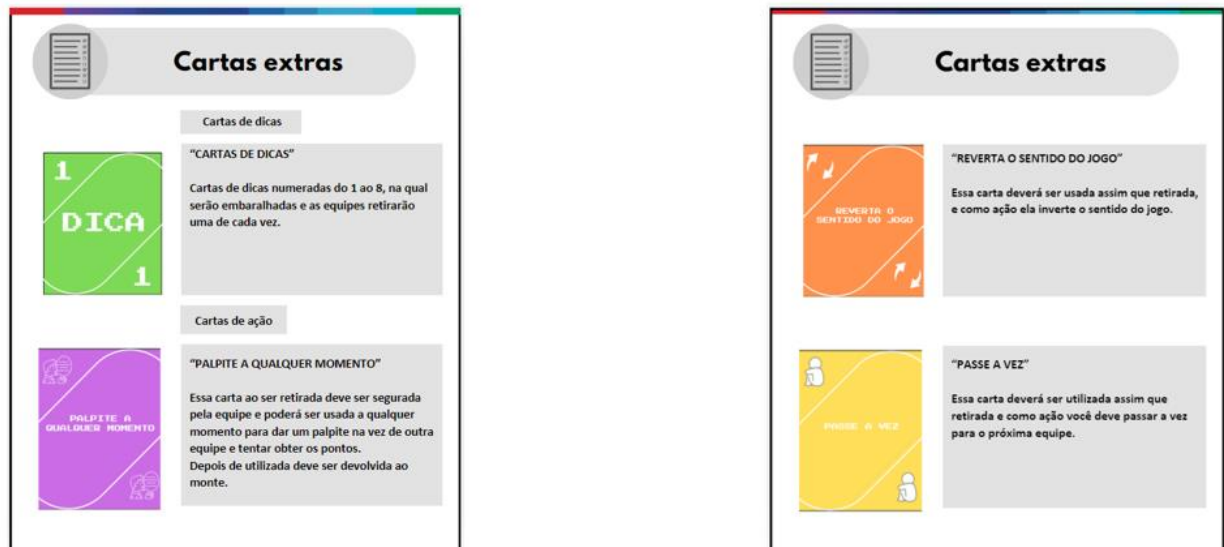 Cartas extras
Cartas de dicas
1
DICA
1
"CARTAS DE DICAS"
Cartas de dicas numeradas do 1 ao 8, na qual
serão embaralhadas e as equipes retirarão
uma de cada vez.
Cartas de ação
PALPITE A
QUALQUER MOMENTO
"PALPITE A QUALQUER MOMENTO"
Essa carta ao ser retirada deve ser segurada
pela equipe e poderá ser usada a qualquer
momento para dar um palpite na vez de outra
equipe e tentar obter os pontos.
Depois de utilizada deve ser devolvida ao
monte.
Cartas extras
REVERTA O
SENTIDO DO JOGO
"REVERTA O SENTIDO DO JOGO"
Essa carta deverá ser usada assim que retirada,
e como ação ela inverte o sentido do jogo.
PASSE A VEZ
"PASSE A VEZ"
Essa carta deverá ser utilizada assim que
retirada e como ação você deve passar a vez
para o próxima equipe.